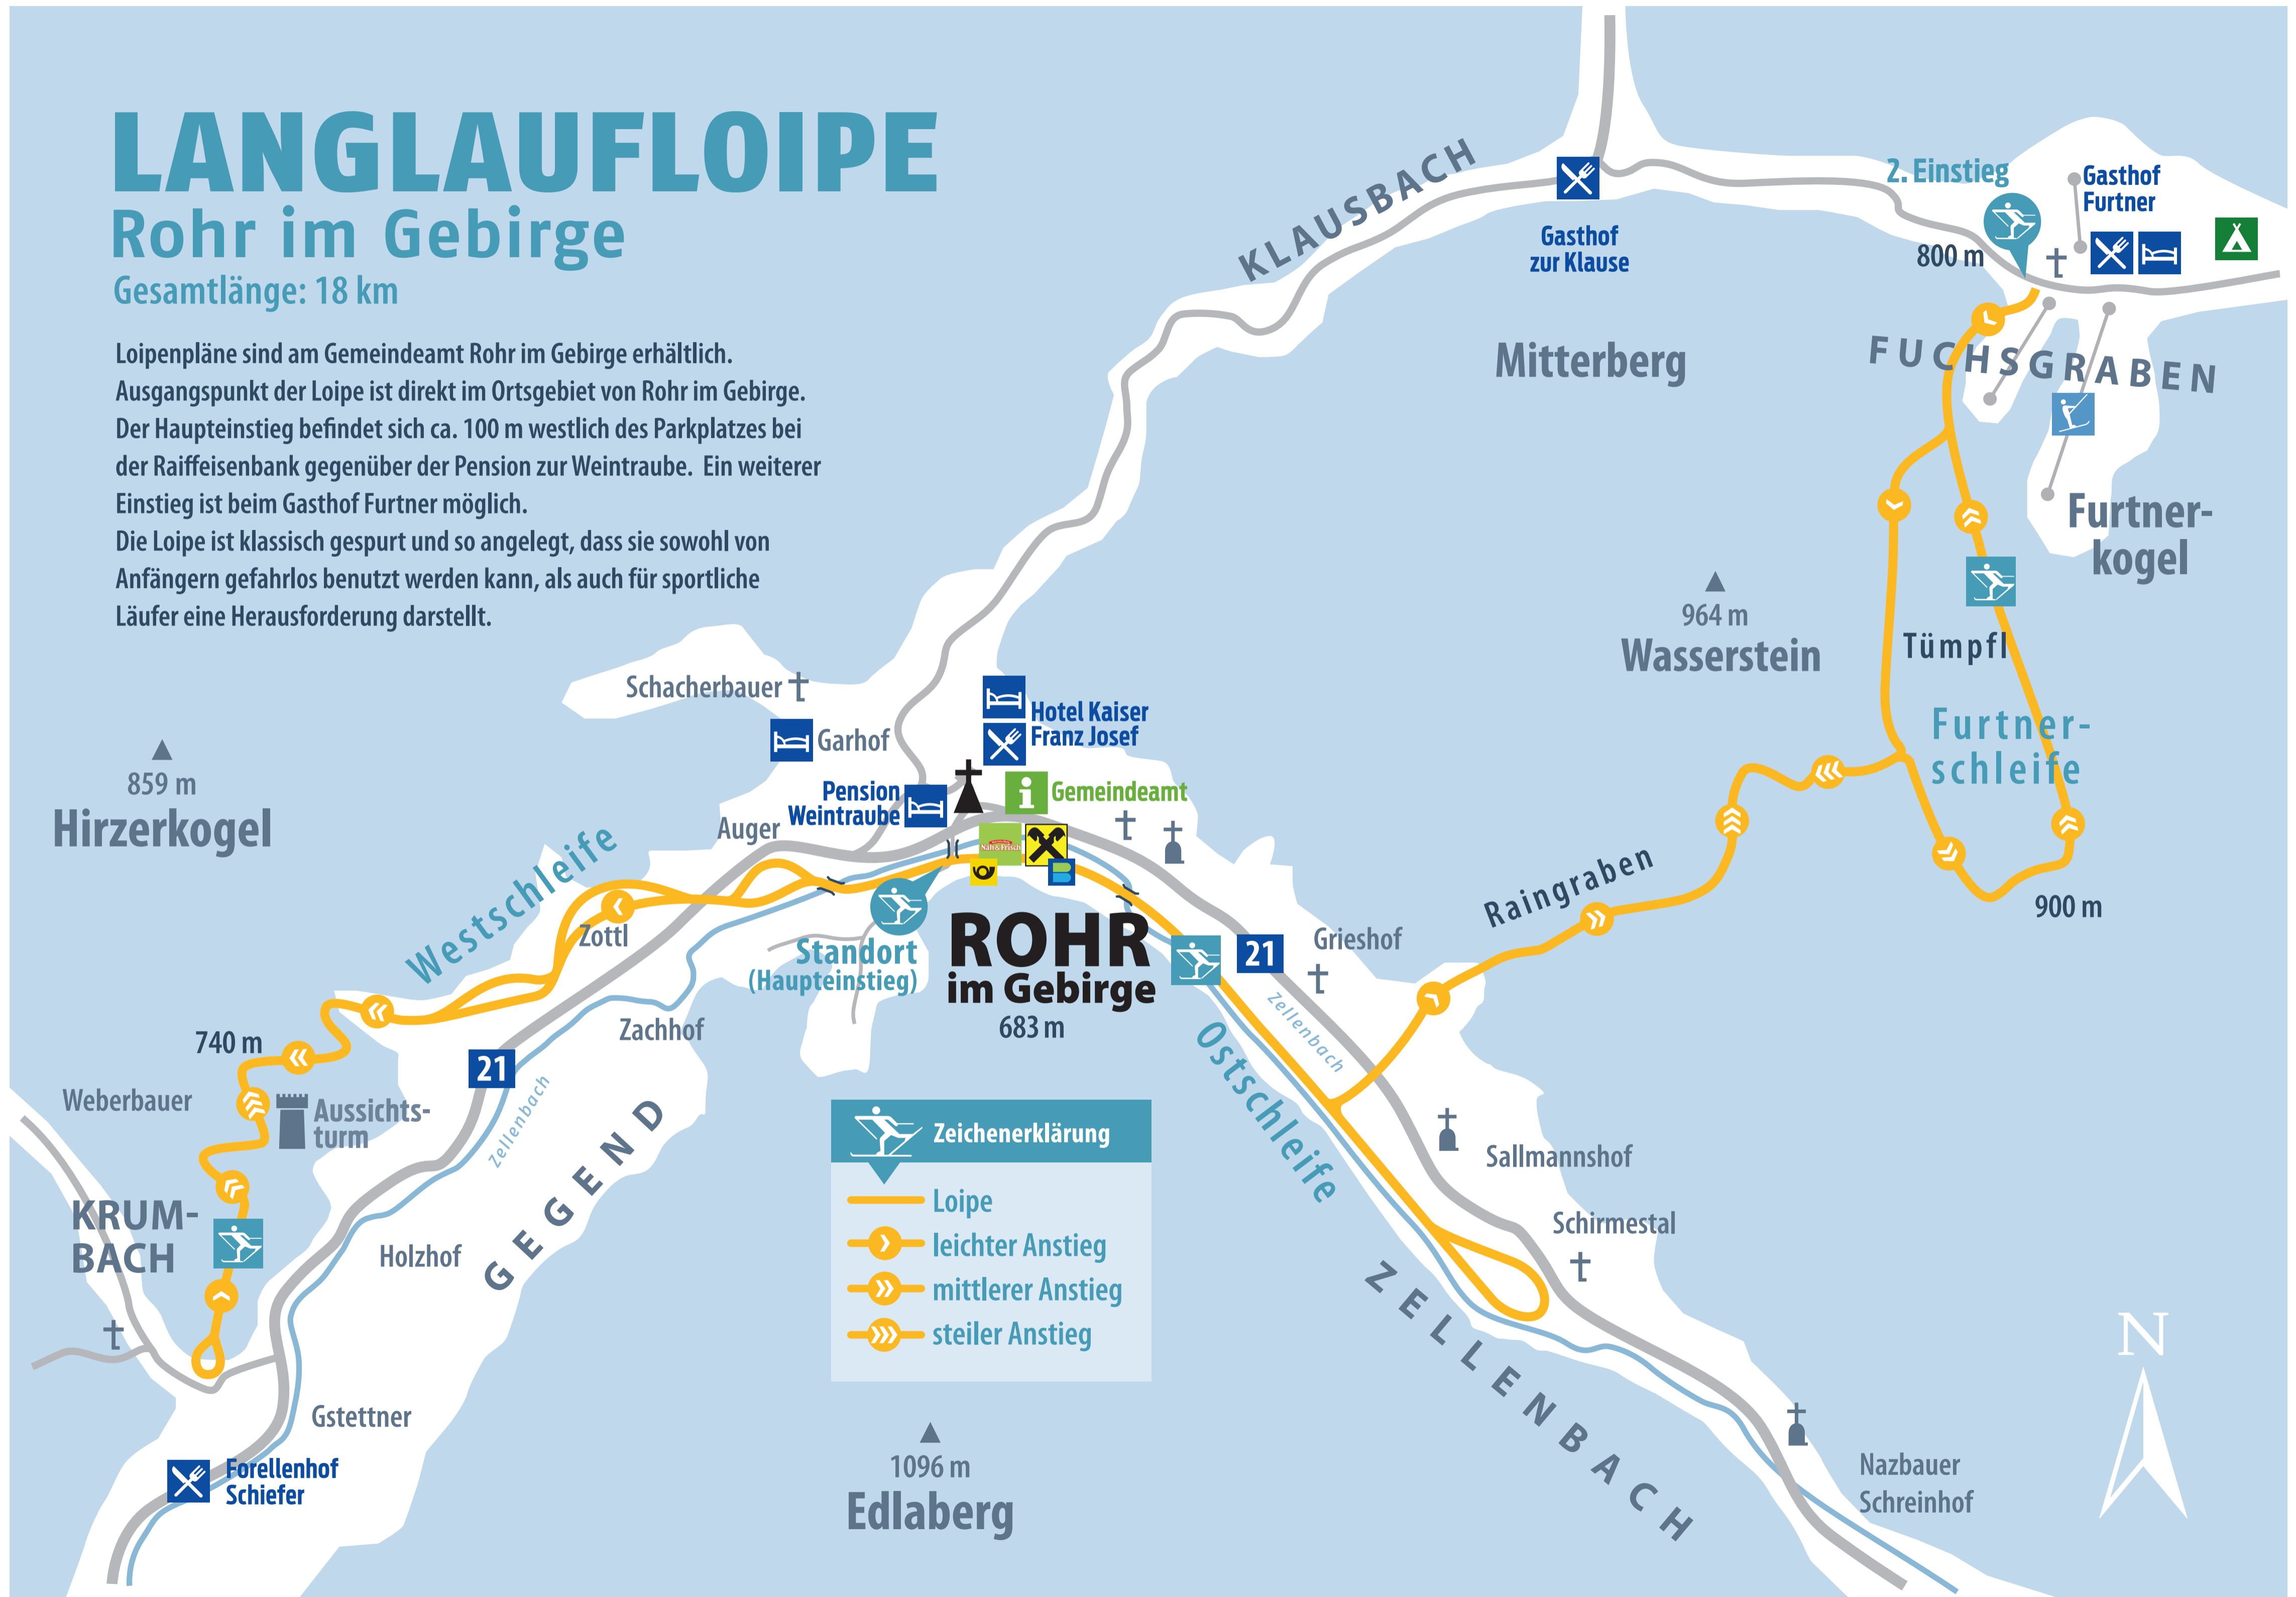 LANGLAUFLOIPE
Rohr im Gebirge
Gesamtlänge: 18 km
Loipenpläne sind am Gemeindeamt Rohr im Gebirge erhältlich.
Ausgangspunkt der Loipe ist direkt im Ortsgebiet von Rohr im Gebirge.
Der Haupteinstieg befindet sich ca. 100 m westlich des Parkplatzes bei
der Raiffeisenbank gegenüber der Pension zur Weintraube. Ein weiterer
Einstieg ist beim Gasthof Furtner möglich.
Die Loipe ist klassisch gespurt und so angelegt, dass sie sowohl von
Anfängern gefahrlos benutzt werden kann, als auch für sportliche
Läufer eine Herausforderung darstellt.
KLAUSBACH
Gasthof
zur Klause
2. Einstieg
800 m
Gasthof
Furtner
FUCHSGRABEN
Mitterberg
Furtner-
kogel
964 m
Wasserstein
Tümpfl
Furtner-
schleife
900 m
Raingraben
Schacherbauer
Garhof
Hotel Kaiser
Franz Josef
Pension
Weintraube
Gemeindeamt
i
Nah&Frisch
Auger
859 m
Hirzerkogel
Westschleife
Zottl
Standort
(Haupteinstieg)
ROHR
im Gebirge
683 m
21
Grieshof
Zellenbach
Ostschleife
Zachhof
740 m
21
Zellenbach
Weberbauer
Aussichts-
turm
GEGEND
KRUM-
BACH
Holzhof
Gstettner
Forellenhof
Schiefer
Zeichenerklärung
Loipe
leichter Anstieg
mittlerer Anstieg
steiler Anstieg
1096 m
Edlaberg
Sallmannshof
Schirmestal
ZELLENBACH
Nazbauer
Schreinhof
N